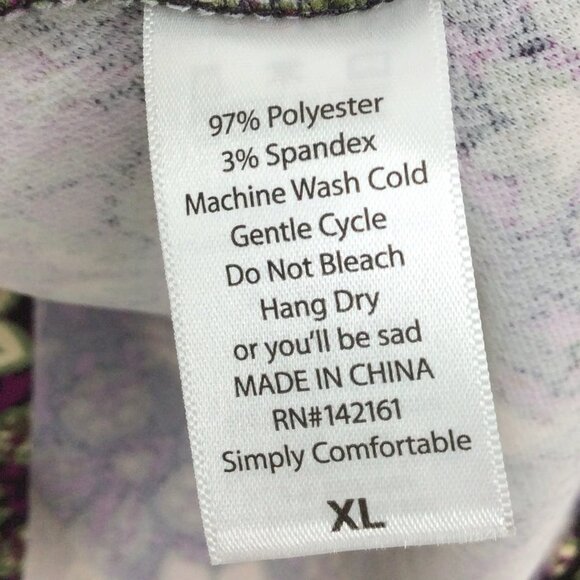 97% Polyester
3% Spandex
Machine Wash Cold
Gentle Cycle
Do Not Bleach
Hang Dry
or you'll be sad
MADE IN CHINA
RN#142161
Simply Comfortable
XL